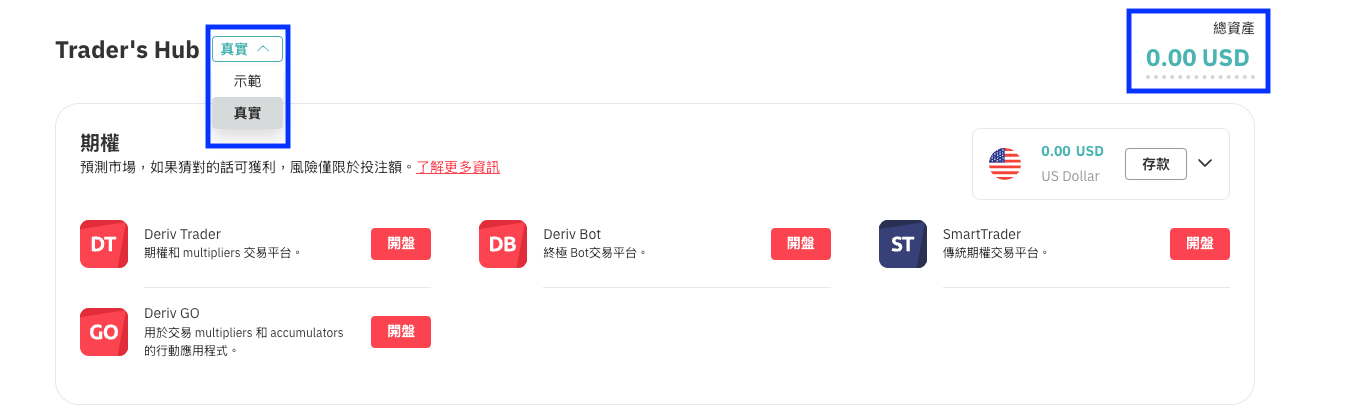 Trader's Hub
真實
示範
真實
總資產
0.00 USD
期權
預測市場，如果猜對的話可獲利，風險僅限於投注額。了解更多資訊
0.00 USD
US Dollar
存款
DT
Deriv Trader
期權和 multipliers 交易平台。
開盤
DB
Deriv Bot
終極 Bot交易平台。
開盤
ST
SmartTrader
傳統期權交易平台。
開盤
GO
Deriv GO
用於交易 multipliers 和 accumulators
的行動應用程式。
開盤